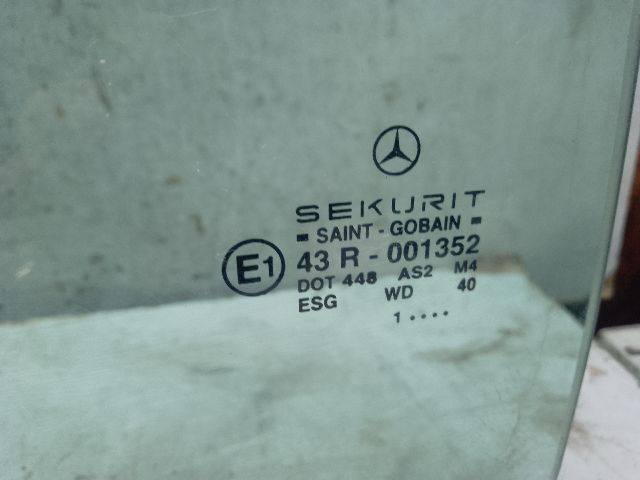 SEKURIT
SAINT - GOBAIN
E1 43 R - 001352
DOT 448 AS2 M4
ESG WD 40
1 ....